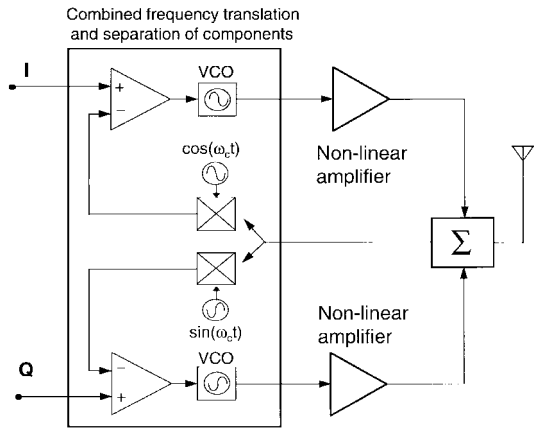 Combined frequency translation
and separation of components
I
+
−
VCO
cos(ω_ct)
Non-linear
amplifier
Σ
sin(ω_ct)
Non-linear
amplifier
VCO
Q
−
+